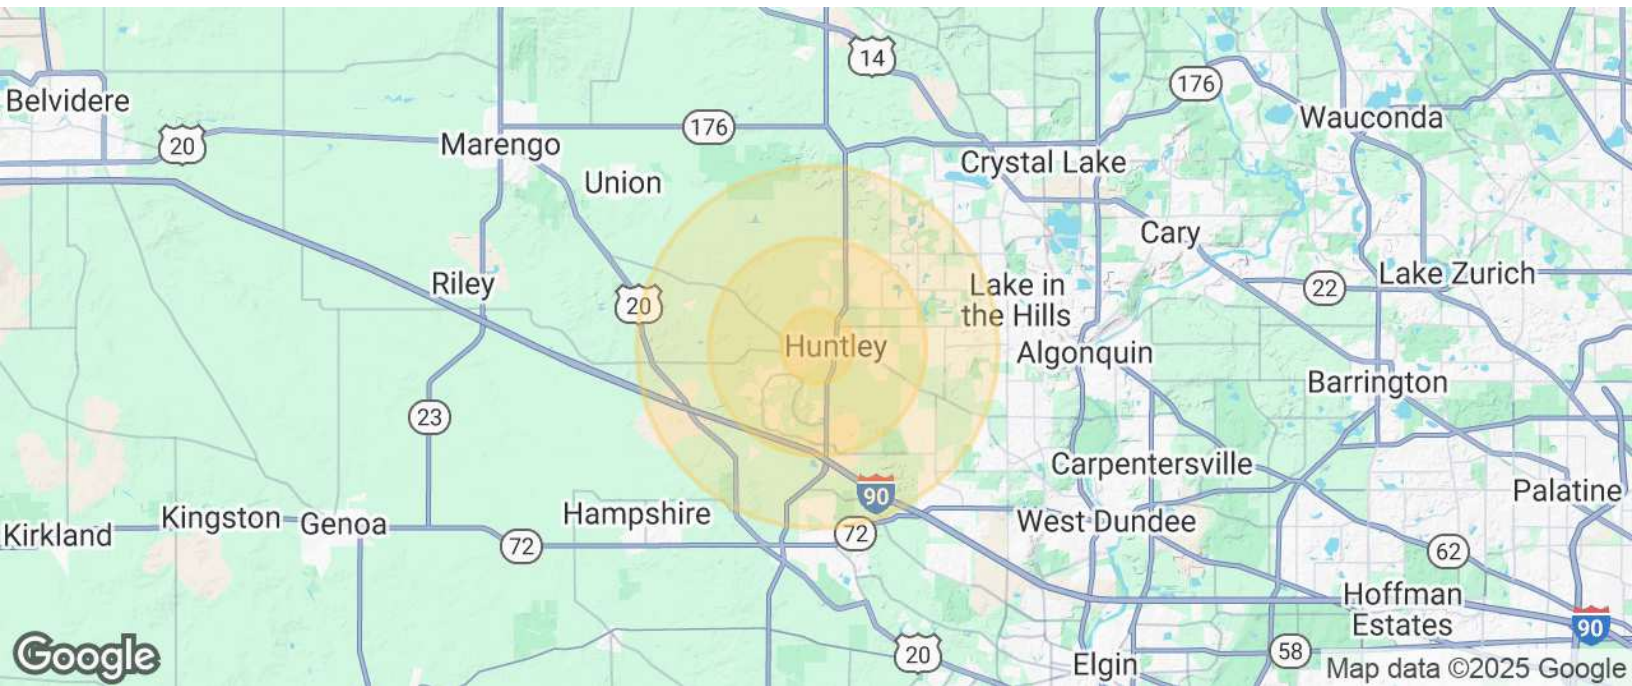 14
176
Belvidere
Wauconda
176
20
Marengo
Crystal Lake
Union
Cary
Lake Zurich
Riley
Lake in
the Hills
22
20
Huntley
Algonquin
Barrington
23
Carpentersville
90
Palatine
Hampshire
Kingston
Genoa
West Dundee
Kirkland
72
72
62
Hoffman
Estates
90
Google
20
58
Elgin
Map data ©2025 Google